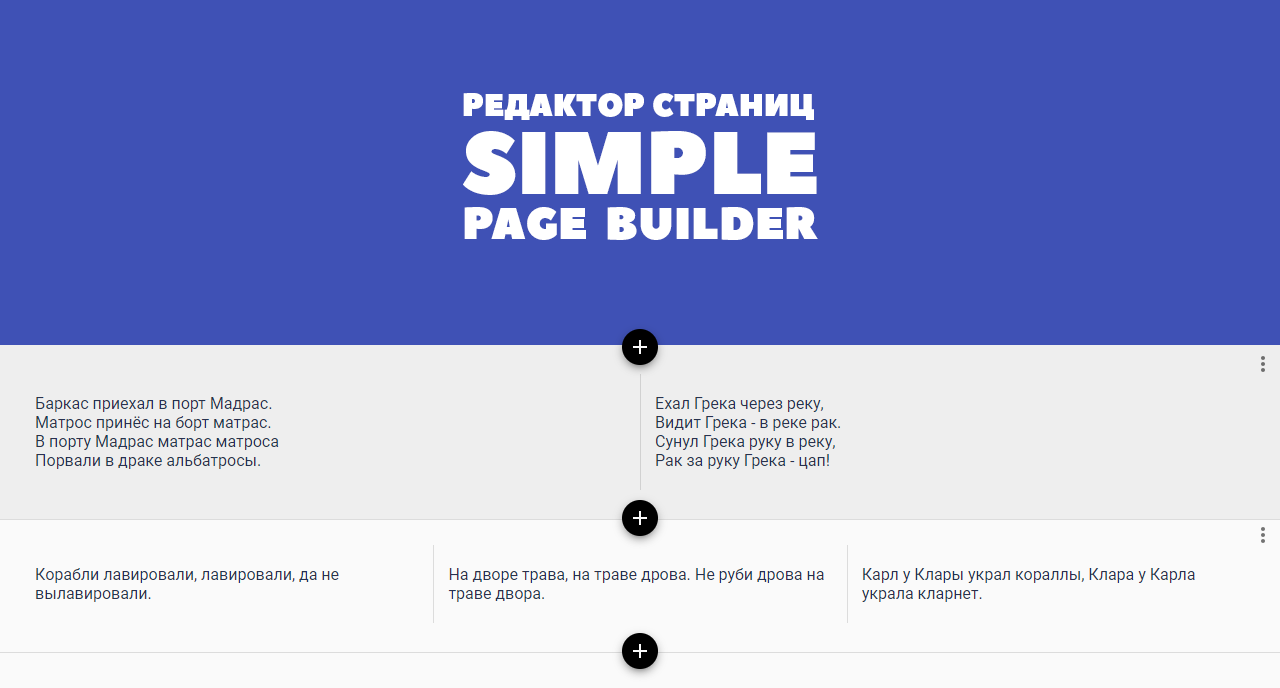 РЕДАКТОР СТРАНИЦ
SIMPLE
PAGE BUILDER
Баркас приехал в порт Мадрас.
Матрос принёс на борт матрас.
В порту Мадрас матрас матроса
Порвали в драке альбатросы.
Ехал Грека через реку,
Видит Грека - в реке рак.
Сунул Грека руку в реку,
Рак за руку Грека - цап!
Корабли лавировали, лавировали, да не
вылавировали.
На дворе трава, на траве дрова. Не руби дрова на
траве двора.
Карл у Клары украл кораллы, Клара у Карла
украла кларнет.